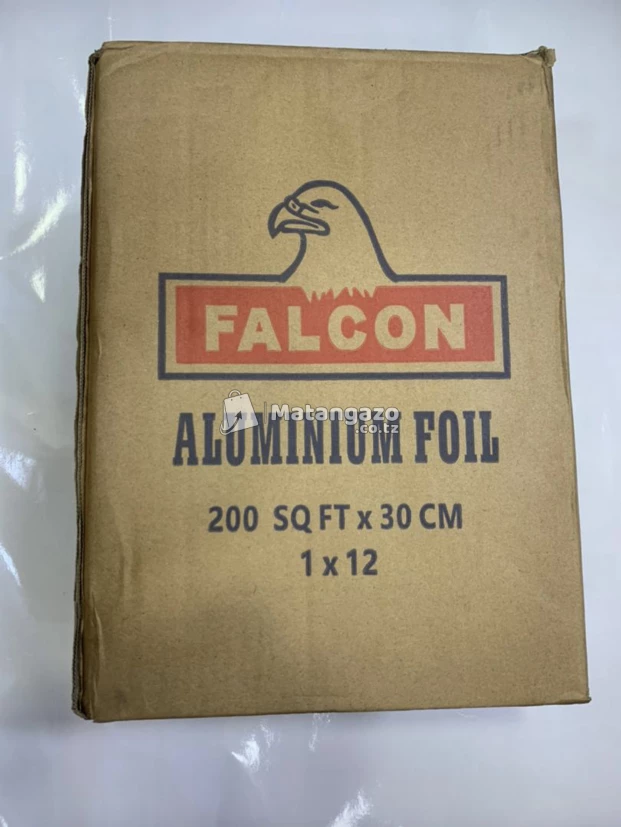 FALCON
Matangazo
.co.tz
ALUMINIUM FOIL
200 SQ FT x 30 CM
1 x 12